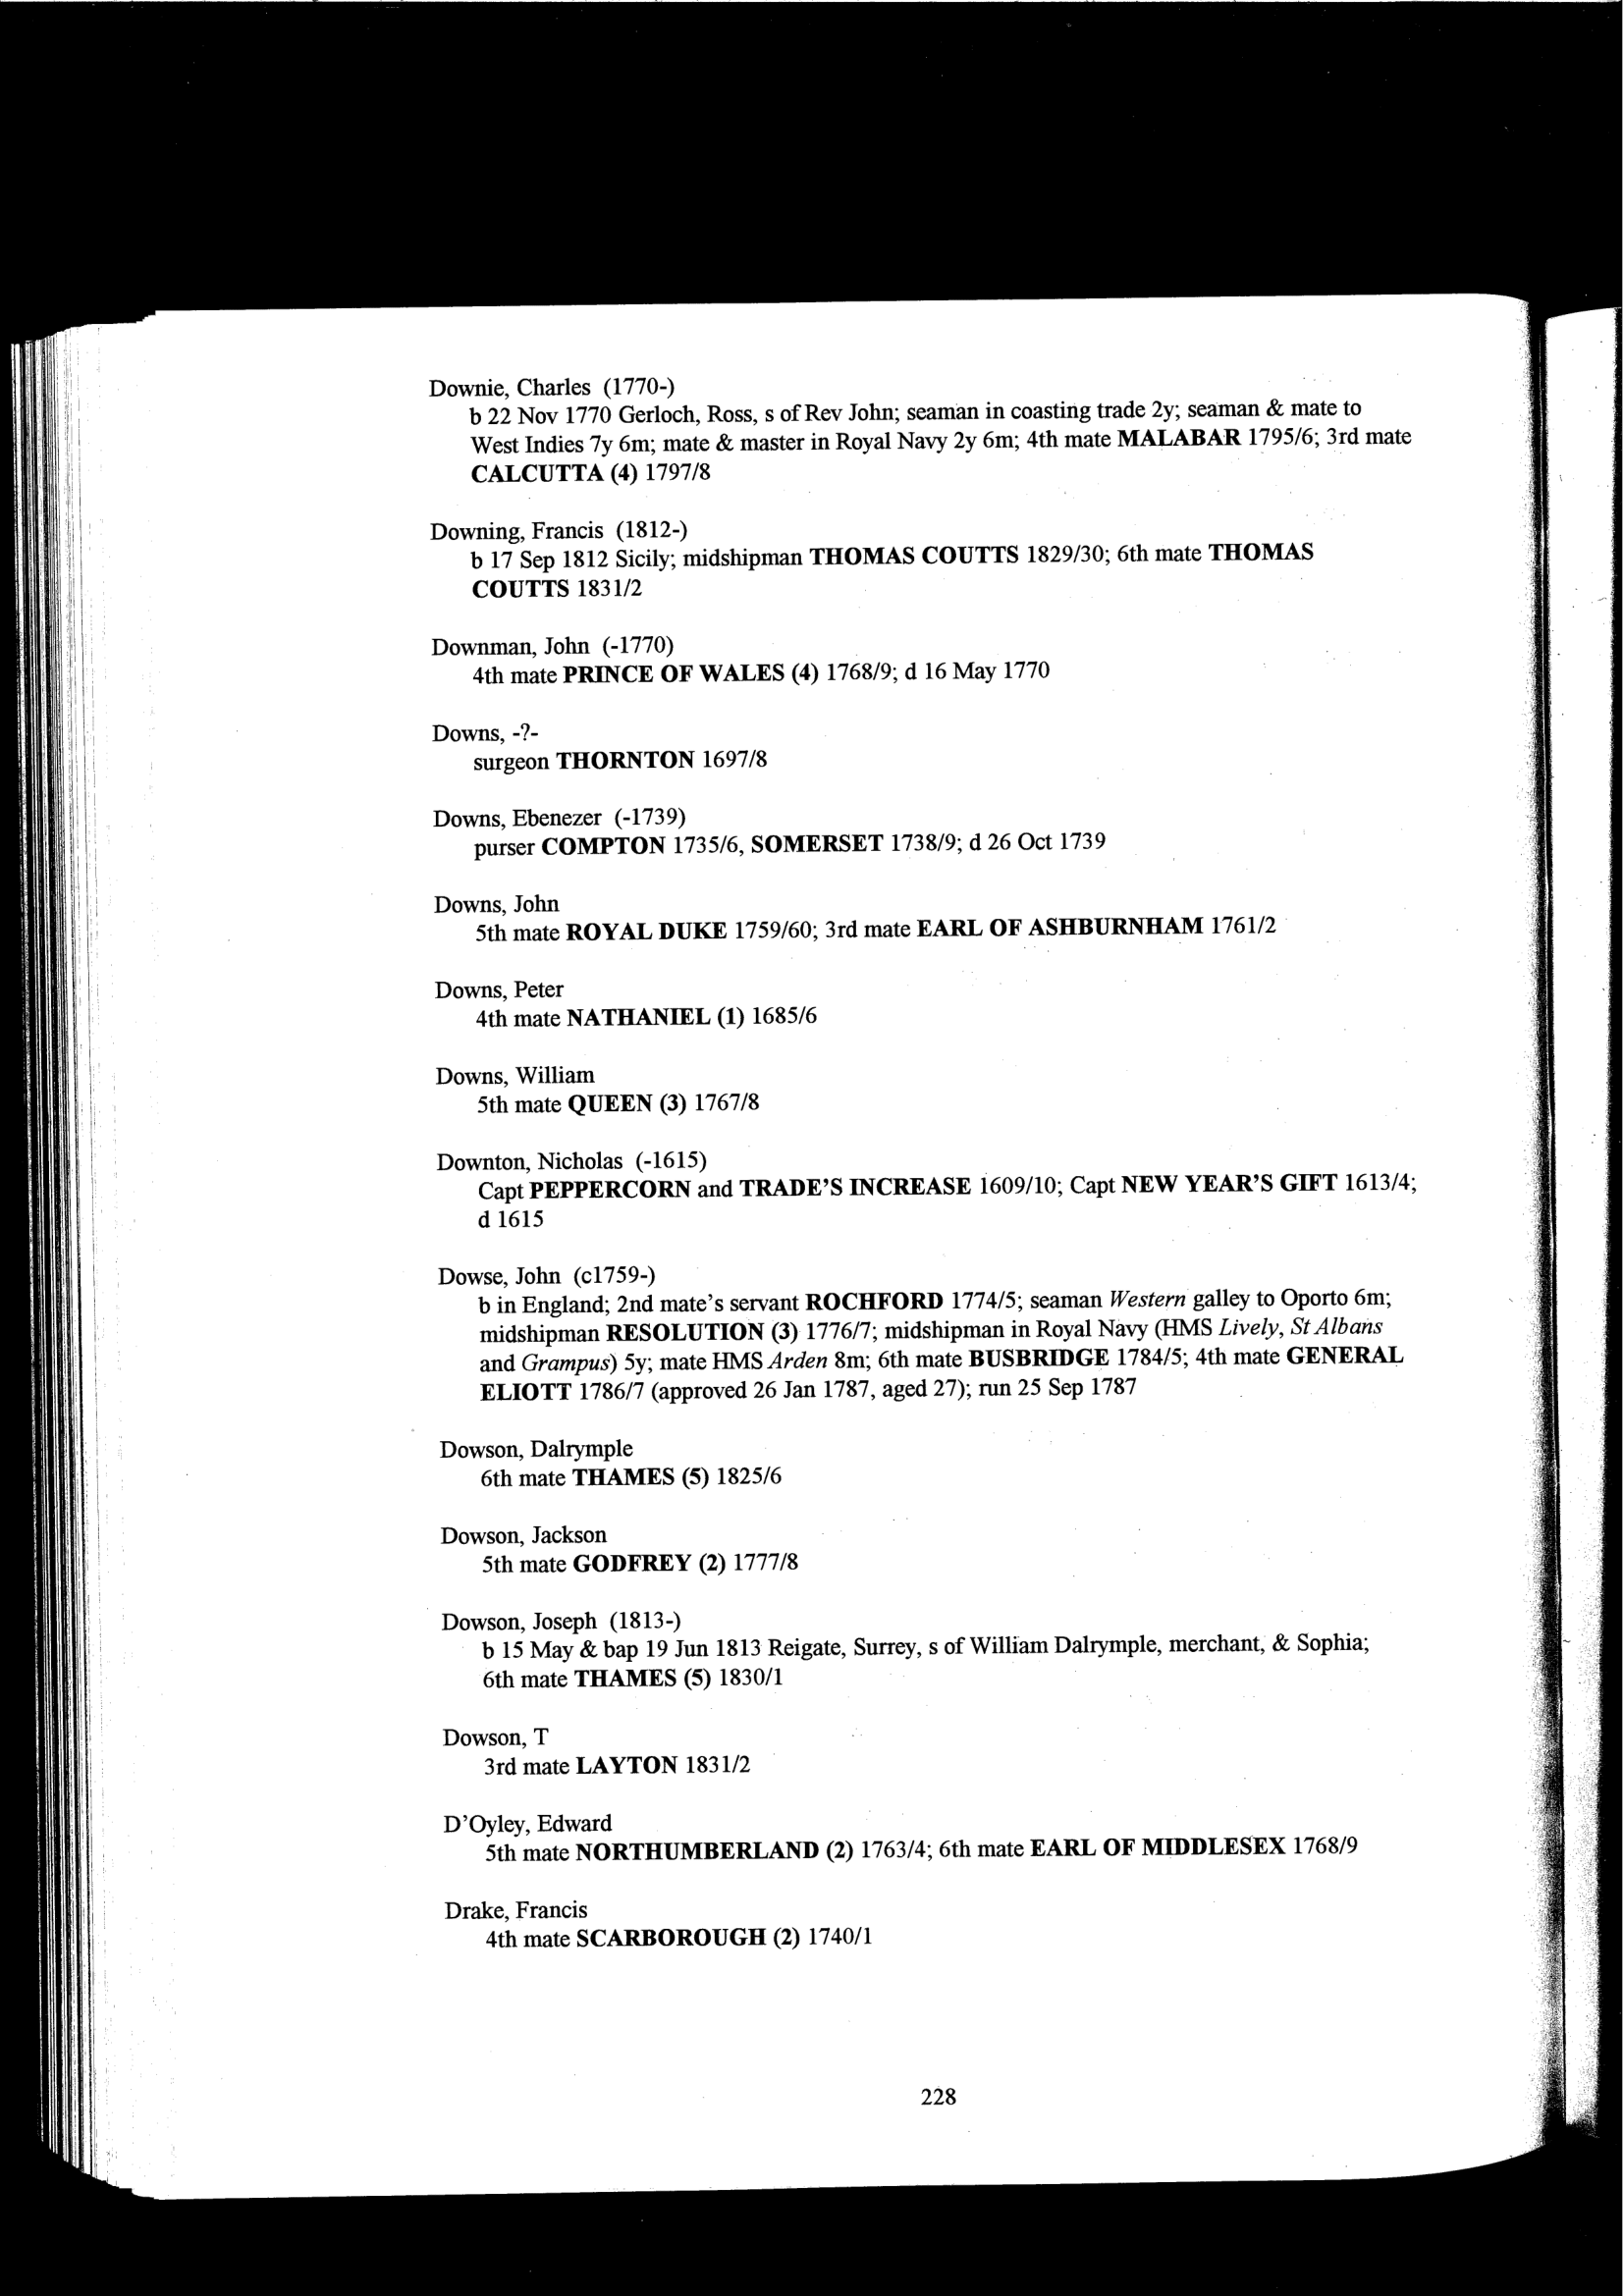 Downie, Charles (1770-)
b 22 Nov 1770 Gerloch, Ross, s of Rev John; seaman in coasting trade 2y; seaman & mate to
West Indies 7y 6m; mate & master in Royal Navy 2y 6m; 4th mate MALABAR 1795/6; 3rd mate
CALCUTTA (4) 1797/8
Downing, Francis (1812-)
b 17 Sep 1812 Sicily; midshipman THOMAS COUTTS 1829/30; 6th mate THOMAS
COUTTS 1831/2
Downman, John (-1770)
4th mate PRINCE OF WALES (4) 1768/9; d 16 May 1770
Downs, -?-
surgeon THORNTON 1697/8
Downs, Ebenezer (-1739)
purser COMPTON 1735/6, SOMERSET 1738/9; d 26 Oct 1739
Downs, John
5th mate ROYAL DUKE 1759/60; 3rd mate EARL OF ASHBURNHAM 1761/2
Downs, Peter
4th mate NATHANIEL (1) 1685/6
Downs, William
5th mate QUEEN (3) 1767/8
Downton, Nicholas (-1615)
Capt PEPPERCORN and TRADE'S INCREASE 1609/10; Capt NEW YEAR'S GIFT 1613/4;
d 1615
Dowse, John (c1759-)
b in England; 2nd mate's servant ROCHFORD 1774/5; seaman Western galley to Oporto 6m;
midshipman RESOLUTION (3) 1776/7; midshipman in Royal Navy (HMS Lively, St Albans
and Grampus) 5y; mate HMS Arden 8m; 6th mate BUSBRIDGE 1784/5; 4th mate GENERAL
ELIOTT 1786/7 (approved 26 Jan 1787, aged 27); run 25 Sep 1787
Dowson, Dalrymple
6th mate THAMES (5) 1825/6
Dowson, Jackson
5th mate GODFREY (2) 1777/8
Dowson, Joseph (1813-)
b 15 May & bap 19 Jun 1813 Reigate, Surrey, s of William Dalrymple, merchant, & Sophia;
6th mate THAMES (5) 1830/1
Dowson, T
3rd mate LAYTON 1831/2
D'Oyley, Edward
5th mate NORTHUMBERLAND (2) 1763/4; 6th mate EARL OF MIDDLESEX 1768/9
Drake, Francis
4th mate SCARBOROUGH (2) 1740/1
228